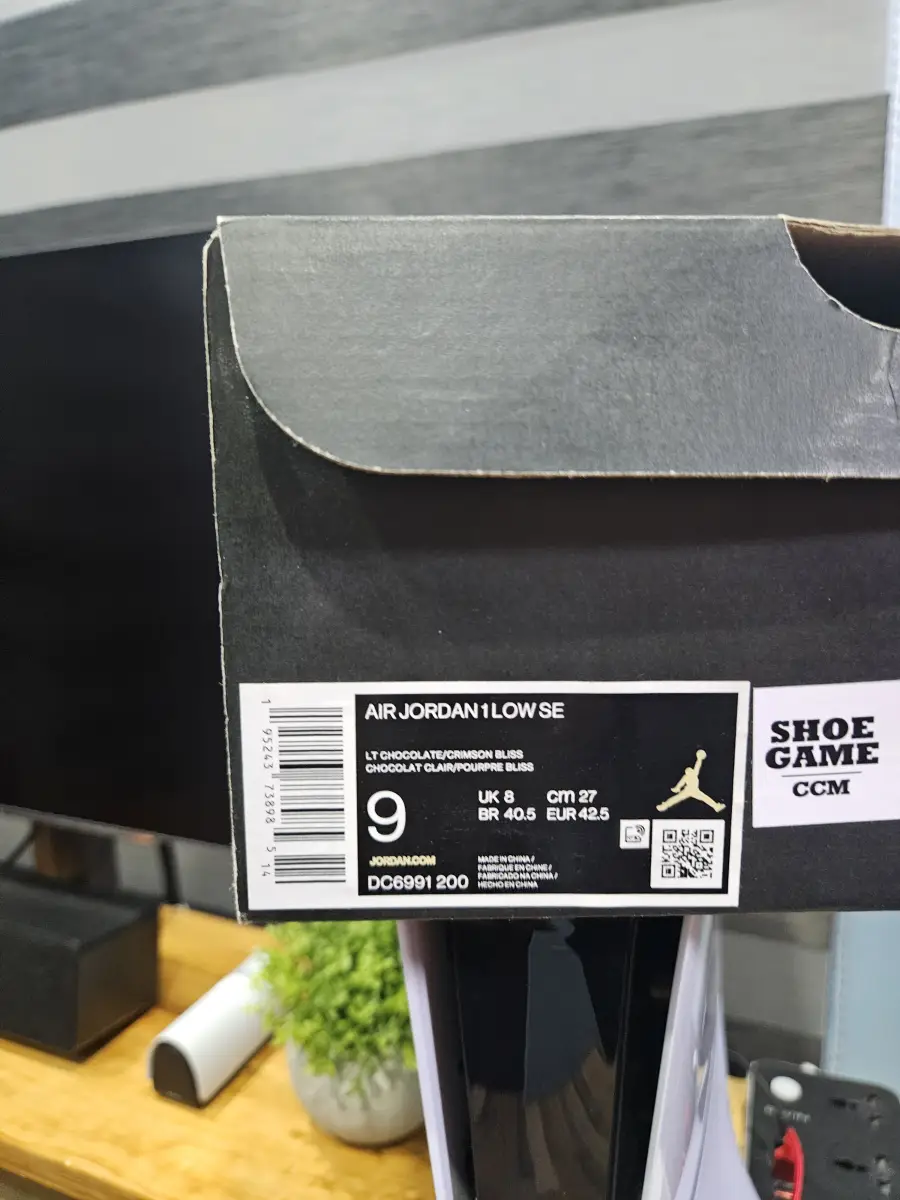 AIR JORDAN 1 LOW SE
LT CHOCOLATE/CRIMSON BLISS
CHOCOLAT CLAIR/POURPRE BLISS
9
UK 8 cm 27
BR 40.5 EUR 42.5
JORDAN.COM
DC6991 200
MADE IN CHINA /
FABRIQUE EN CHINE /
FABRICADO NA CHINA /
HECHO EN CHINA
1 95243 73898 5 14
SHOE
GAME
CCM